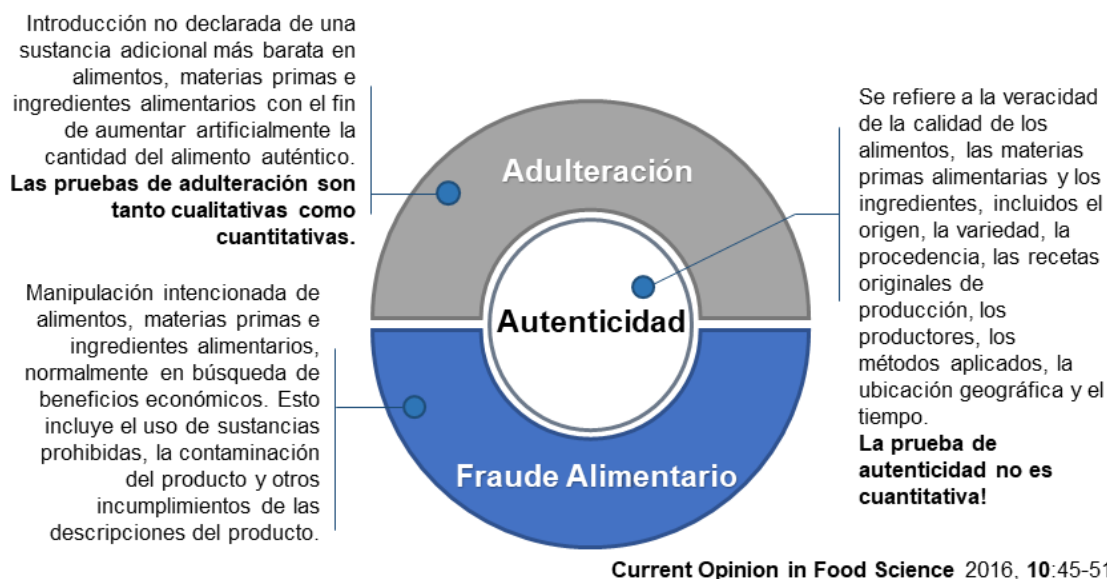 Introducción no declarada de una
sustancia adicional más barata en
alimentos, materias primas e
ingredientes alimentarios con el fin
de aumentar artificialmente la
cantidad del alimento auténtico.
Las pruebas de adulteración son
tanto cualitativas como
cuantitativas.
Manipulación intencionada de
alimentos, materias primas e
ingredientes alimentarios,
normalmente en búsqueda de
beneficios económicos. Esto
incluye el uso de sustancias
prohibidas, la contaminación
del producto y otros
incumplimientos de las
descripciones del producto.
Adulteración
Autenticidad
Fraude Alimentario
Se refiere a la veracidad
de la calidad de los
alimentos, las materias
primas alimentarias y los
ingredientes, incluidos el
origen, la variedad, la
procedencia, las recetas
originales de
producción, los
productores, los
métodos aplicados, la
ubicación geográfica y el
tiempo.
La prueba de
autenticidad no es
cuantitativa!
Current Opinion in Food Science 2016, 10:45-51